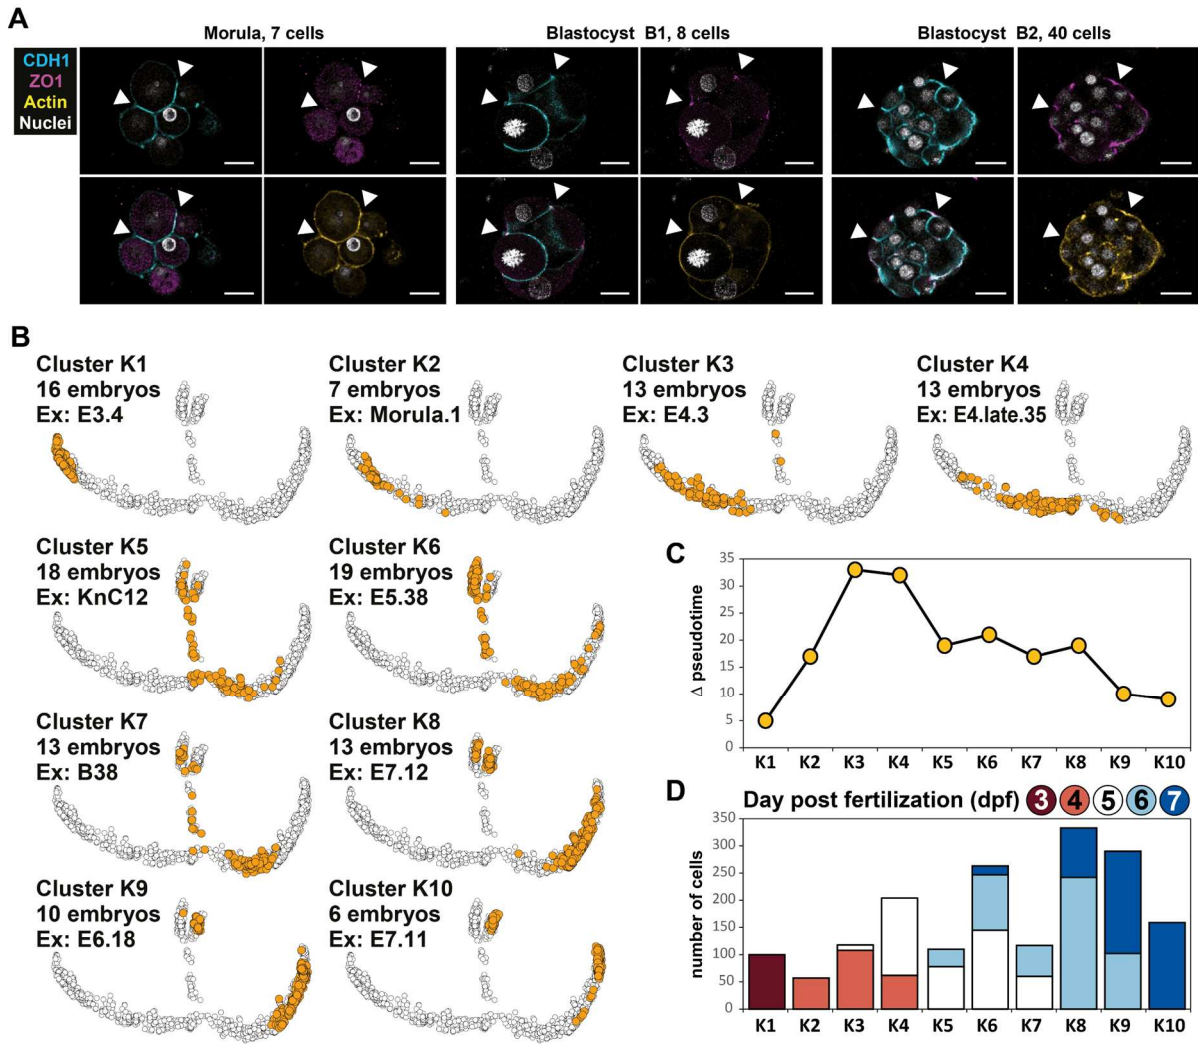 A
Morula, 7 cells
Blastocyst B1, 8 cells
Blastocyst B2, 40 cells
CDH1
ZO1
Actin
Nuclei
B
Cluster K1
16 embryos
Ex: E3.4
Cluster K2
7 embryos
Ex: Morula.1
Cluster K3
13 embryos
Ex: E4.3
Cluster K4
13 embryos
Ex: E4.late.35
Cluster K5
18 embryos
Ex: KnC12
Cluster K6
19 embryos
Ex: E5.38
Cluster K7
13 embryos
Ex: B38
Cluster K8
13 embryos
Ex: E7.12
Cluster K9
10 embryos
Ex: E6.18
Cluster K10
6 embryos
Ex: E7.11
C
Δ pseudotime
35
30
25
20
15
10
5
0
K1 K2 K3 K4 K5 K6 K7 K8 K9 K10
D
Day post fertilization (dpf) 3 4 5 6 7
number of cells
350
300
250
200
150
100
50
0
K1 K2 K3 K4 K5 K6 K7 K8 K9 K10